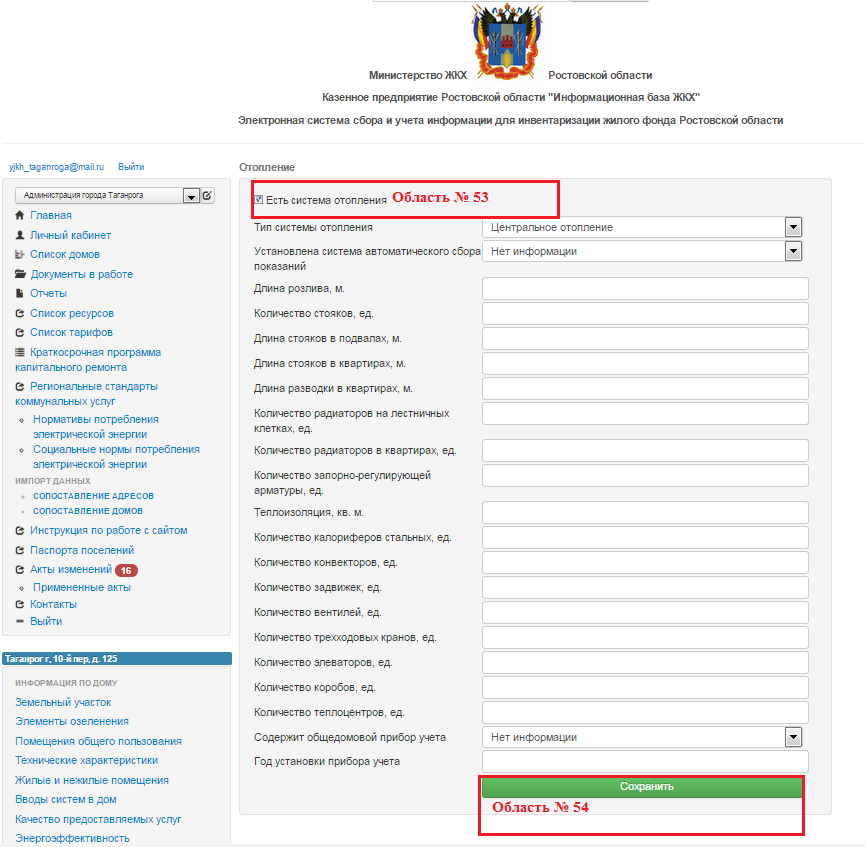 Министерство ЖКХ Ростовской области
Казенное предприятие Ростовской области "Информационная база ЖКХ"
Электронная система сбора и учета информации для инвентаризации жилого фонда Ростовской области
yjkh_taganroga@mail.ru Выйти
Администрация города Таганрога
Главная
Личный кабинет
Список домов
Документы в работе
Отчеты
Список ресурсов
Список тарифов
Краткосрочная программа
капитального ремонта
Региональные стандарты
коммунальных услуг
Нормативы потребления
электрической энергии
Социальные нормы потребления
электрической энергии
ИМПОРТ ДАННЫХ
СОПОСТАВЛЕНИЕ АДРЕСОВ
СОПОСТАВЛЕНИЕ ДОМОВ
Инструкция по работе с сайтом
Паспорта поселений
Акты изменений 16
Примененные акты
Контакты
Выйти
Таганрог г, 10-й пер, д. 125
ИНФОРМАЦИЯ ПО ДОМУ
Земельный участок
Элементы озеленения
Помещения общего пользования
Технические характеристики
Жилые и нежилые помещения
Вводы систем в дом
Качество предоставляемых услуг
Энергоэффективность
Отопление
Есть система отопления Область № 53
Тип системы отопления Центральное отопление
Установлена система автоматического сбора Нет информации
показаний
Длина розлива, м.
Количество стояков, ед.
Длина стояков в подвалах, м.
Длина стояков в квартирах, м.
Длина разводки в квартирах, м.
Количество радиаторов на лестничных
клетках, ед.
Количество радиаторов в квартирах, ед.
Количество запорно-регулирующей
арматуры, ед.
Теплоизоляция, кв. м.
Количество калориферов стальных, ед.
Количество конвекторов, ед.
Количество задвижек, ед.
Количество вентилей, ед.
Количество трехходовых кранов, ед.
Количество элеваторов, ед.
Количество коробов, ед.
Количество теплоцентров, ед.
Содержит общедомовой прибор учета Нет информации
Год установки прибора учета
Сохранить
Область № 54